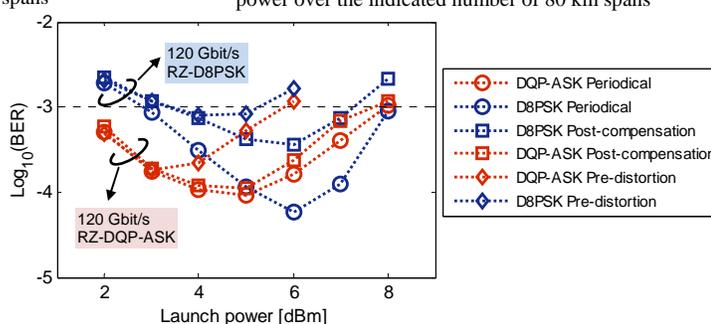 spans
power over the indicated number of 80 km spans
-2
-3
-4
-5
Log10(BER)
120 Gbit/s
RZ-D8PSK
120 Gbit/s
RZ-DQP-ASK
2
4
6
8
Launch power [dBm]
DQP-ASK Periodical
D8PSK Periodical
D8PSK Post-compensation
DQP-ASK Post-compensation
DQP-ASK Pre-distortion
D8PSK Pre-distortion